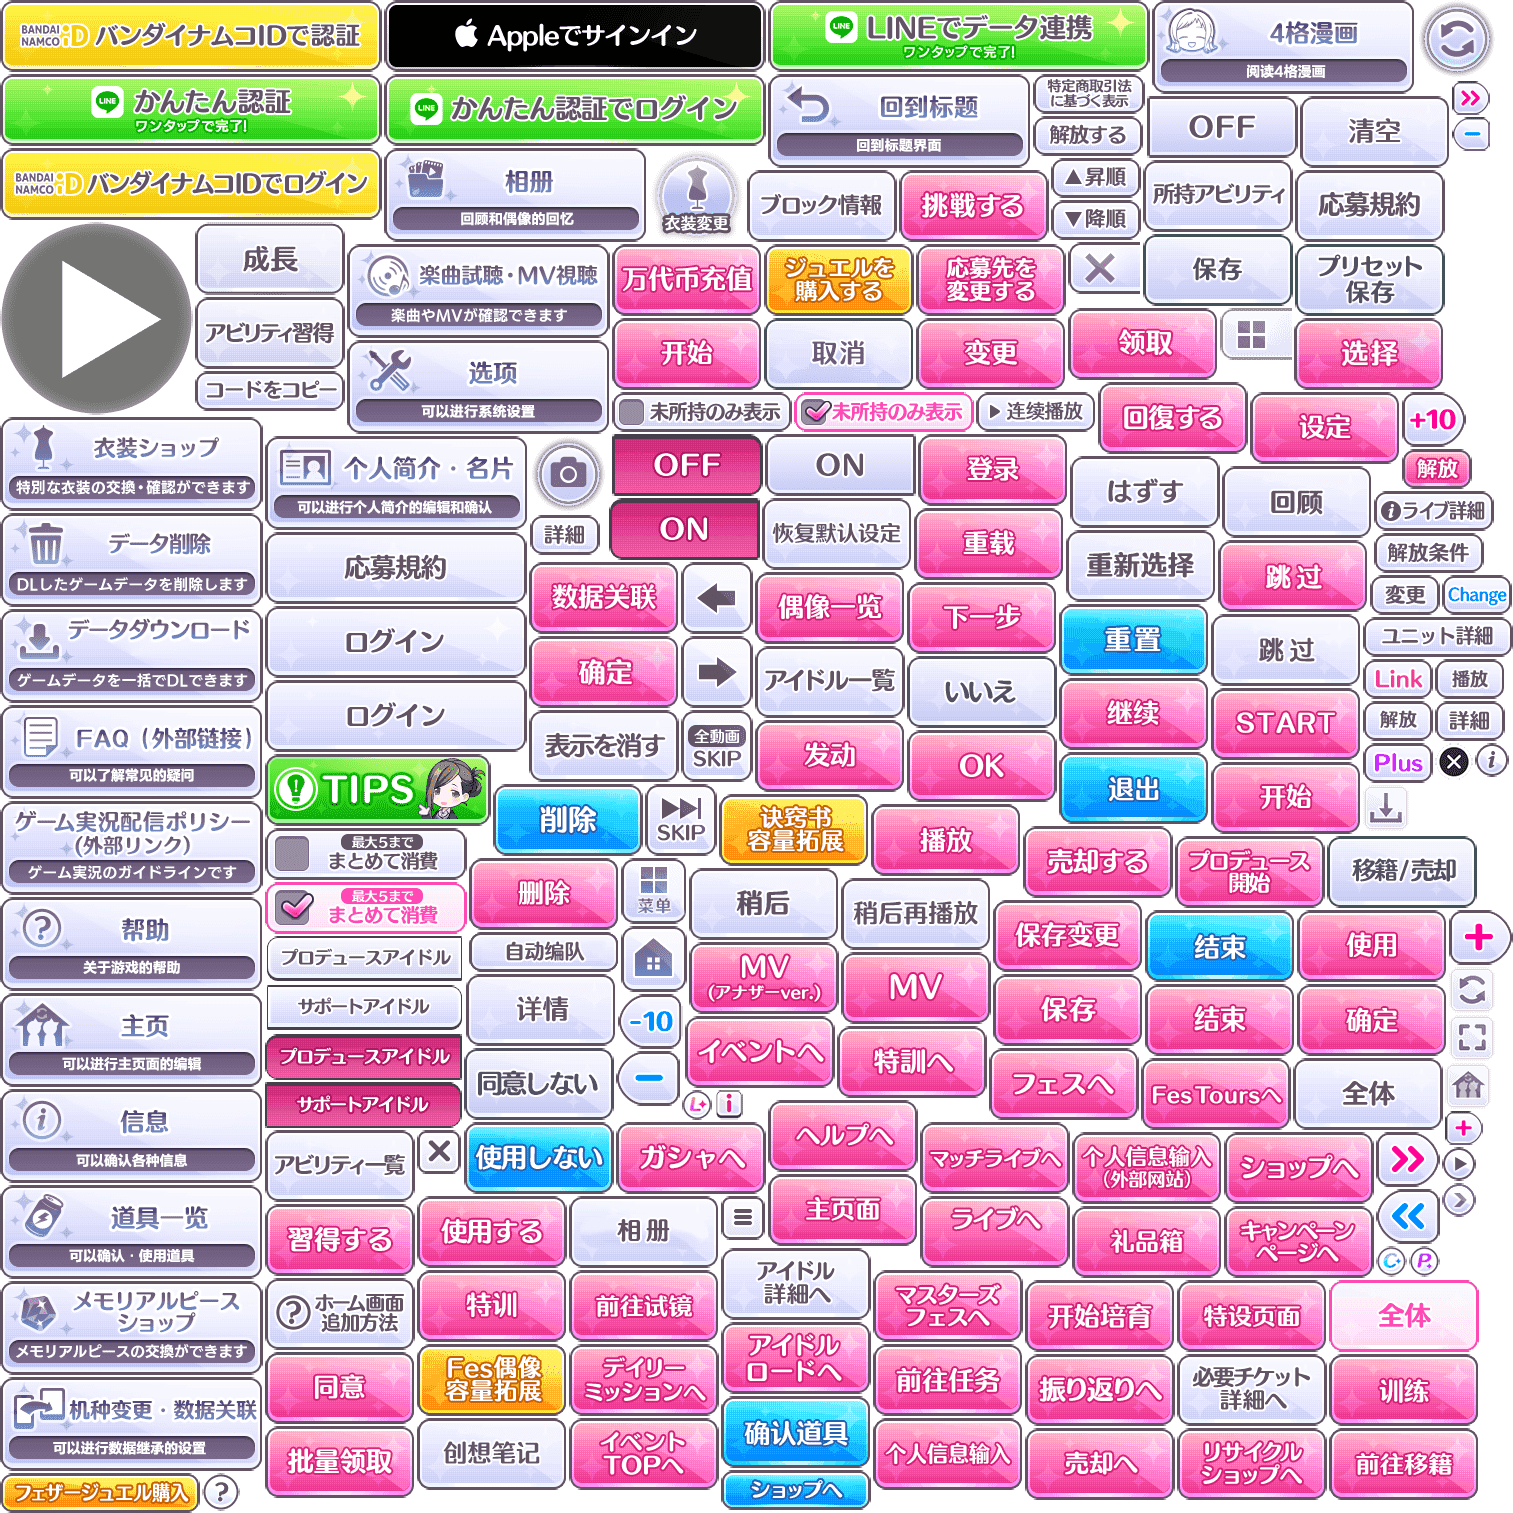 BANDAI NAMCO iD バンダイナムコIDで認証
Appleでサインイン
LINE LINEでデータ連携
ワンタップで完了!
4格漫画
阅读4格漫画
LINE かんたん認証
ワンタップで完了!
LINE かんたん認証でログイン
回到标题
回到标题界面
特定商取引法
に基づく表示
解放する
OFF
清空
BANDAI NAMCO iD バンダイナムコIDでログイン
相册
回顾和偶像的回忆
衣装変更
ブロック情報
挑戦する
▲昇順
▼降順
所持アビリティ
応募規約
成長
アビリティ習得
コードをコピー
楽曲試聴・MV視聴
楽曲やMVが確認できます
万代币充值
ジュエルを
購入する
応募先を
変更する
保存
プリセット
保存
选项
可以进行系统设置
开始
取消
変更
领取
选择
未所持のみ表示
未所持のみ表示
连续播放
回復する
设定
+10
解放
衣装ショップ
特別な衣装の交換・確認ができます
个人简介・名片
可以进行个人简介的编辑和确认
詳細
OFF
ON
登录
はずす
回顾
ライブ詳細
ON
恢复默认设定
重载
重新选择
跳过
解放条件
変更
Change
データ削除
DLしたゲームデータを削除します
応募規約
数据关联
偶像一览
下一步
重置
跳过
ユニット詳細
データダウンロード
ゲームデータを一括でDLできます
ログイン
确定
アイドル一覧
いいえ
继续
START
Link
播放
解放
詳細
FAQ（外部链接）
可以了解常见的疑问
ログイン
表示を消す
全動画
SKIP
发动
OK
退出
开始
Plus
TIPS
削除
SKIP
诀窍书
容量拓展
播放
売却する
プロデュース
開始
移籍/売却
ゲーム実況配信ポリシー
(外部リンク)
ゲーム実況のガイドラインです
最大5まで
まとめて消費
最大5まで
まとめて消費
删除
菜单
稍后
稍后再播放
保存变更
结束
使用
帮助
关于游戏的帮助
プロデュースアイドル
自动编队
MV
(アナザーver.)
MV
保存
结束
确定
主页
可以进行主页面的编辑
サポートアイドル
详情
-10
プロデュースアイドル
サポートアイドル
同意しない
イベントへ
特訓へ
フェスへ
Fes Toursへ
全体
信息
可以确认各种信息
アビリティ一覧
使用しない
ガシャへ
ヘルプへ
マッチライブへ
个人信息输入
（外部网站）
ショップへ
道具一览
可以确认・使用道具
習得する
使用する
相册
主页面
ライブへ
礼品箱
キャンペーン
ページへ
メモリアルピース
ショップ
メモリアルピースの交換ができます
ホーム画面
追加方法
特训
前往试镜
アイドル
詳細へ
マスターズ
フェスへ
开始培育
特设页面
全体
同意
Fes偶像
容量拓展
デイリー
ミッションへ
アイドル
ロードへ
前往任务
振り返りへ
必要チケット
詳細へ
训练
机种变更・数据关联
可以进行数据继承的设置
批量领取
创想笔记
イベント
TOPへ
确认道具
个人信息输入
売却へ
リサイクル
ショップへ
前往移籍
フェザージュエル購入
ショップへ